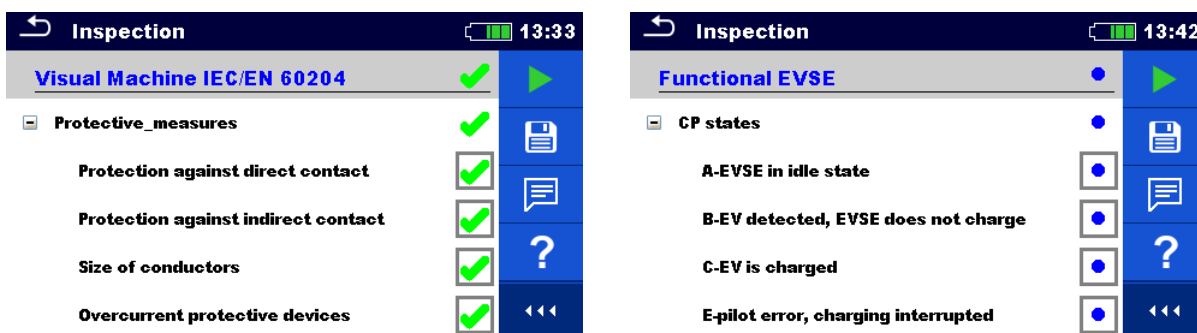 Inspection 13:33
Visual Machine IEC/EN 60204
Protective_measures
Protection against direct contact
Protection against indirect contact
Size of conductors
Overcurrent protective devices
?
Inspection 13:42
Functional EVSE
CP states
A-EVSE in idle state
B-EV detected, EVSE does not charge
C-EV is charged
E-pilot error, charging interrupted
?